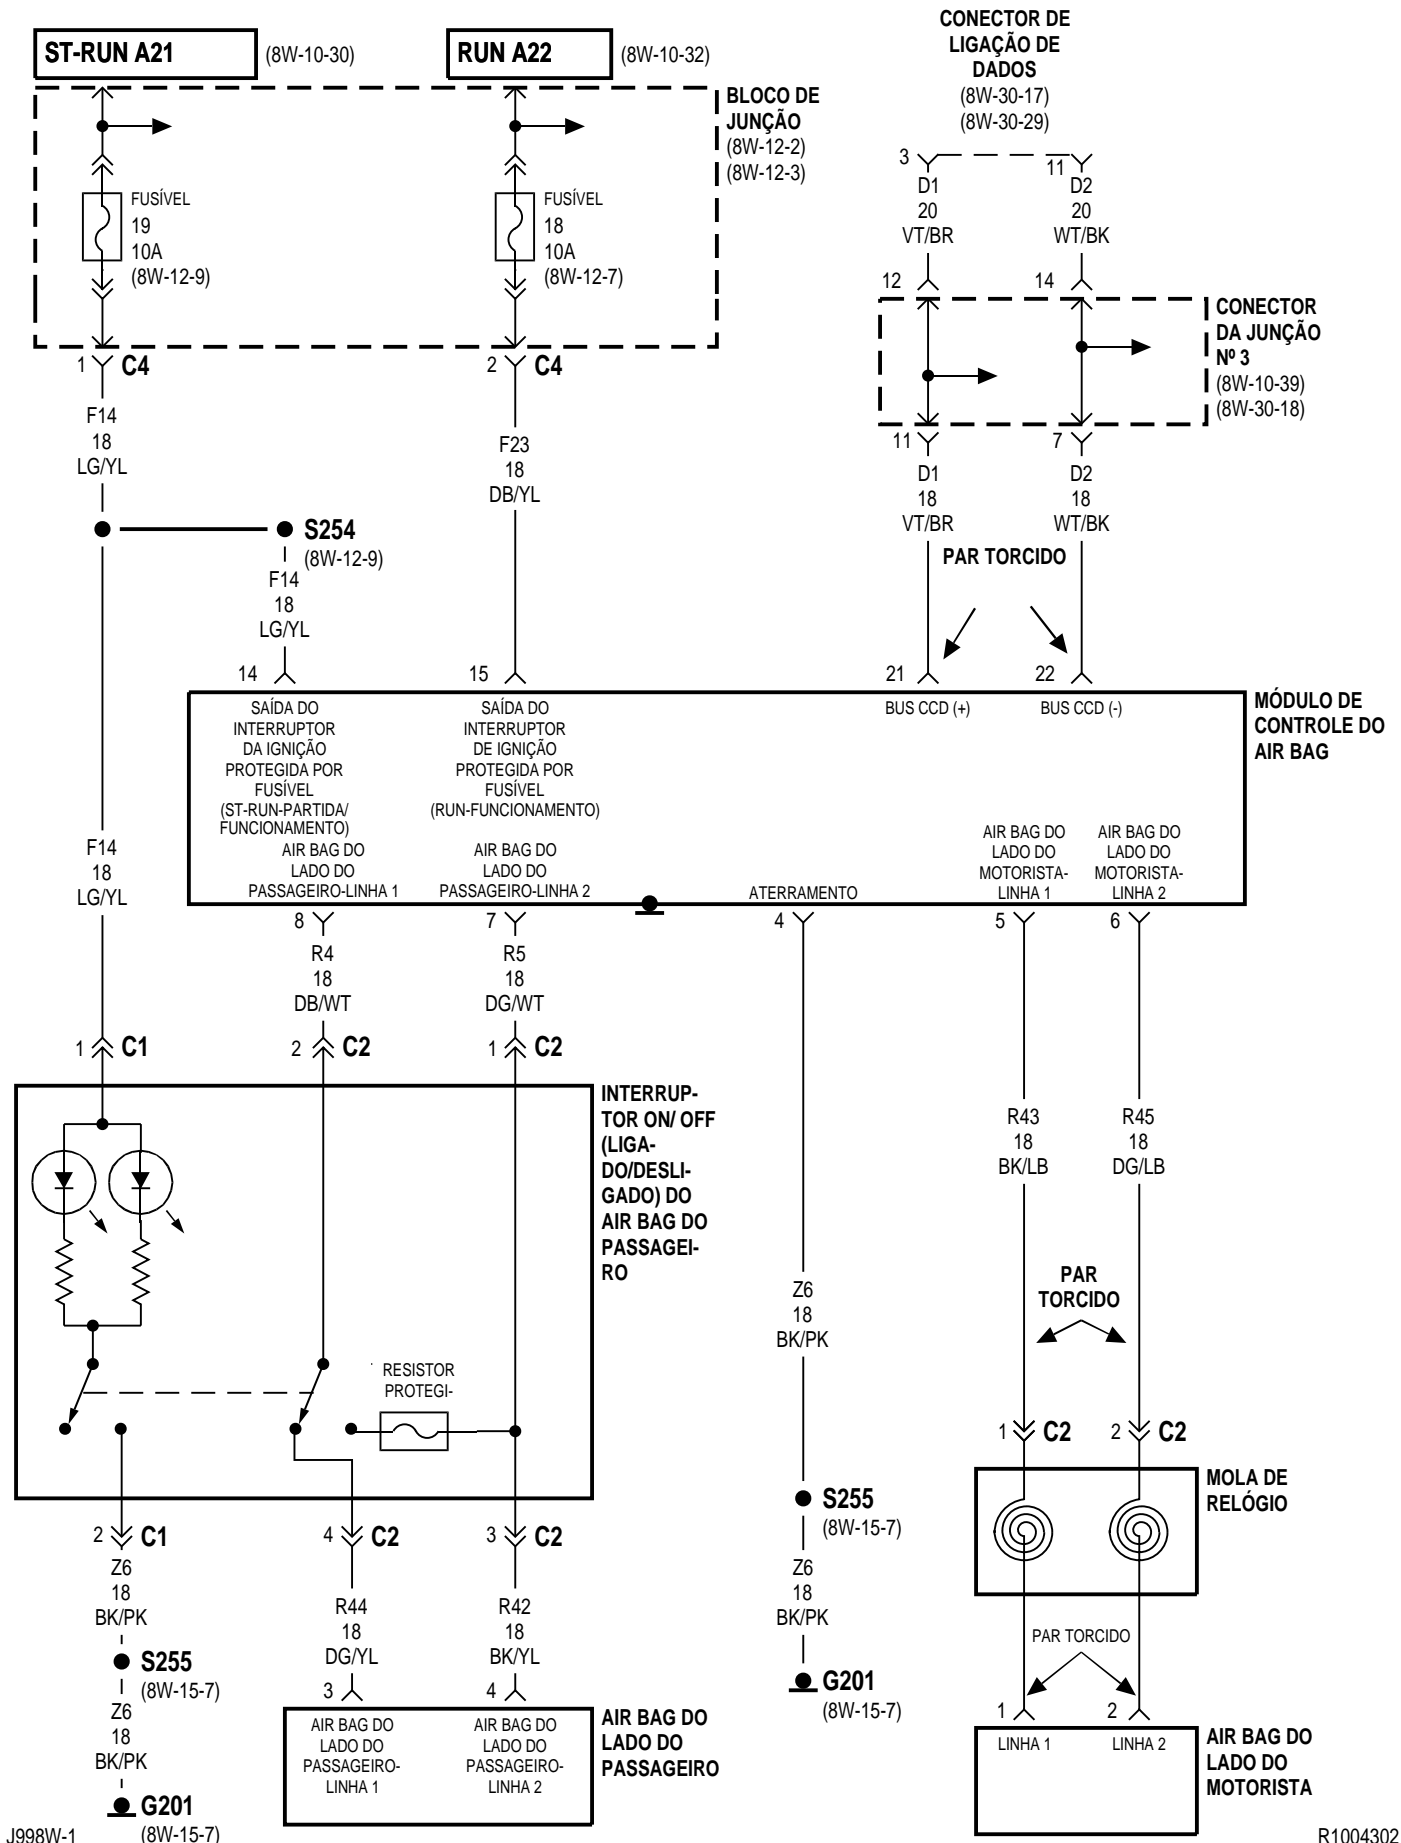 ST-RUN A21
(8W-10-30)
RUN A22
(8W-10-32)
BLOCO DE
JUNÇÃO
(8W-12-2)
(8W-12-3)
CONECTOR DE
LIGAÇÃO DE
DADOS
(8W-30-17)
(8W-30-29)
FUSÍVEL
19
10A
(8W-12-9)
FUSÍVEL
18
10A
(8W-12-7)
3
11
D1
20
VT/BR
D2
20
WT/BK
12
14
CONECTOR
DA JUNÇÃO
Nº 3
(8W-10-39)
(8W-30-18)
1 C4
2 C4
F14
18
LG/YL
F23
18
DB/YL
11
7
D1
18
VT/BR
D2
18
WT/BK
PAR TORCIDO
S254
(8W-12-9)
F14
18
LG/YL
14
15
21
22
SAÍDA DO
INTERRUPTOR
DA IGNIÇÃO
PROTEGIDA POR
FUSÍVEL
(ST-RUN-PARTIDA/
FUNCIONAMENTO)
SAÍDA DO
INTERRUPTOR
DE IGNIÇÃO
PROTEGIDA POR
FUSÍVEL
(RUN-FUNCIONAMENTO)
BUS CCD (+)
BUS CCD (-)
MÓDULO DE
CONTROLE DO
AIR BAG
F14
18
LG/YL
AIR BAG DO
LADO DO
PASSAGEIRO-LINHA 1
AIR BAG DO
LADO DO
PASSAGEIRO-LINHA 2
ATERRAMENTO
AIR BAG DO
LADO DO
MOTORISTA-
LINHA 1
AIR BAG DO
LADO DO
MOTORISTA-
LINHA 2
8
7
4
5
6
R4
18
DB/WT
R5
18
DG/WT
1 C1
2 C2
1 C2
INTERRUP-
TOR ON/ OFF
(LIGA-
DO/DESLI-
GADO) DO
AIR BAG DO
PASSAGEI-
RO
R43
18
BK/LB
R45
18
DG/LB
PAR
TORCIDO
Z6
18
BK/PK
RESISTOR
PROTEGI-
1 C2
2 C2
MOLA DE
RELÓGIO
S255
(8W-15-7)
2 C1
4 C2
3 C2
Z6
18
BK/PK
Z6
18
BK/PK
R44
18
DG/YL
R42
18
BK/YL
PAR TORCIDO
S255
(8W-15-7)
G201
(8W-15-7)
3
4
1
2
Z6
18
BK/PK
AIR BAG DO
LADO DO
PASSAGEIRO-
LINHA 1
AIR BAG DO
LADO DO
PASSAGEIRO-
LINHA 2
AIR BAG DO
LADO DO
PASSAGEIRO
LINHA 1
LINHA 2
AIR BAG DO
LADO DO
MOTORISTA
G201
(8W-15-7)
J998W-1
R1004302